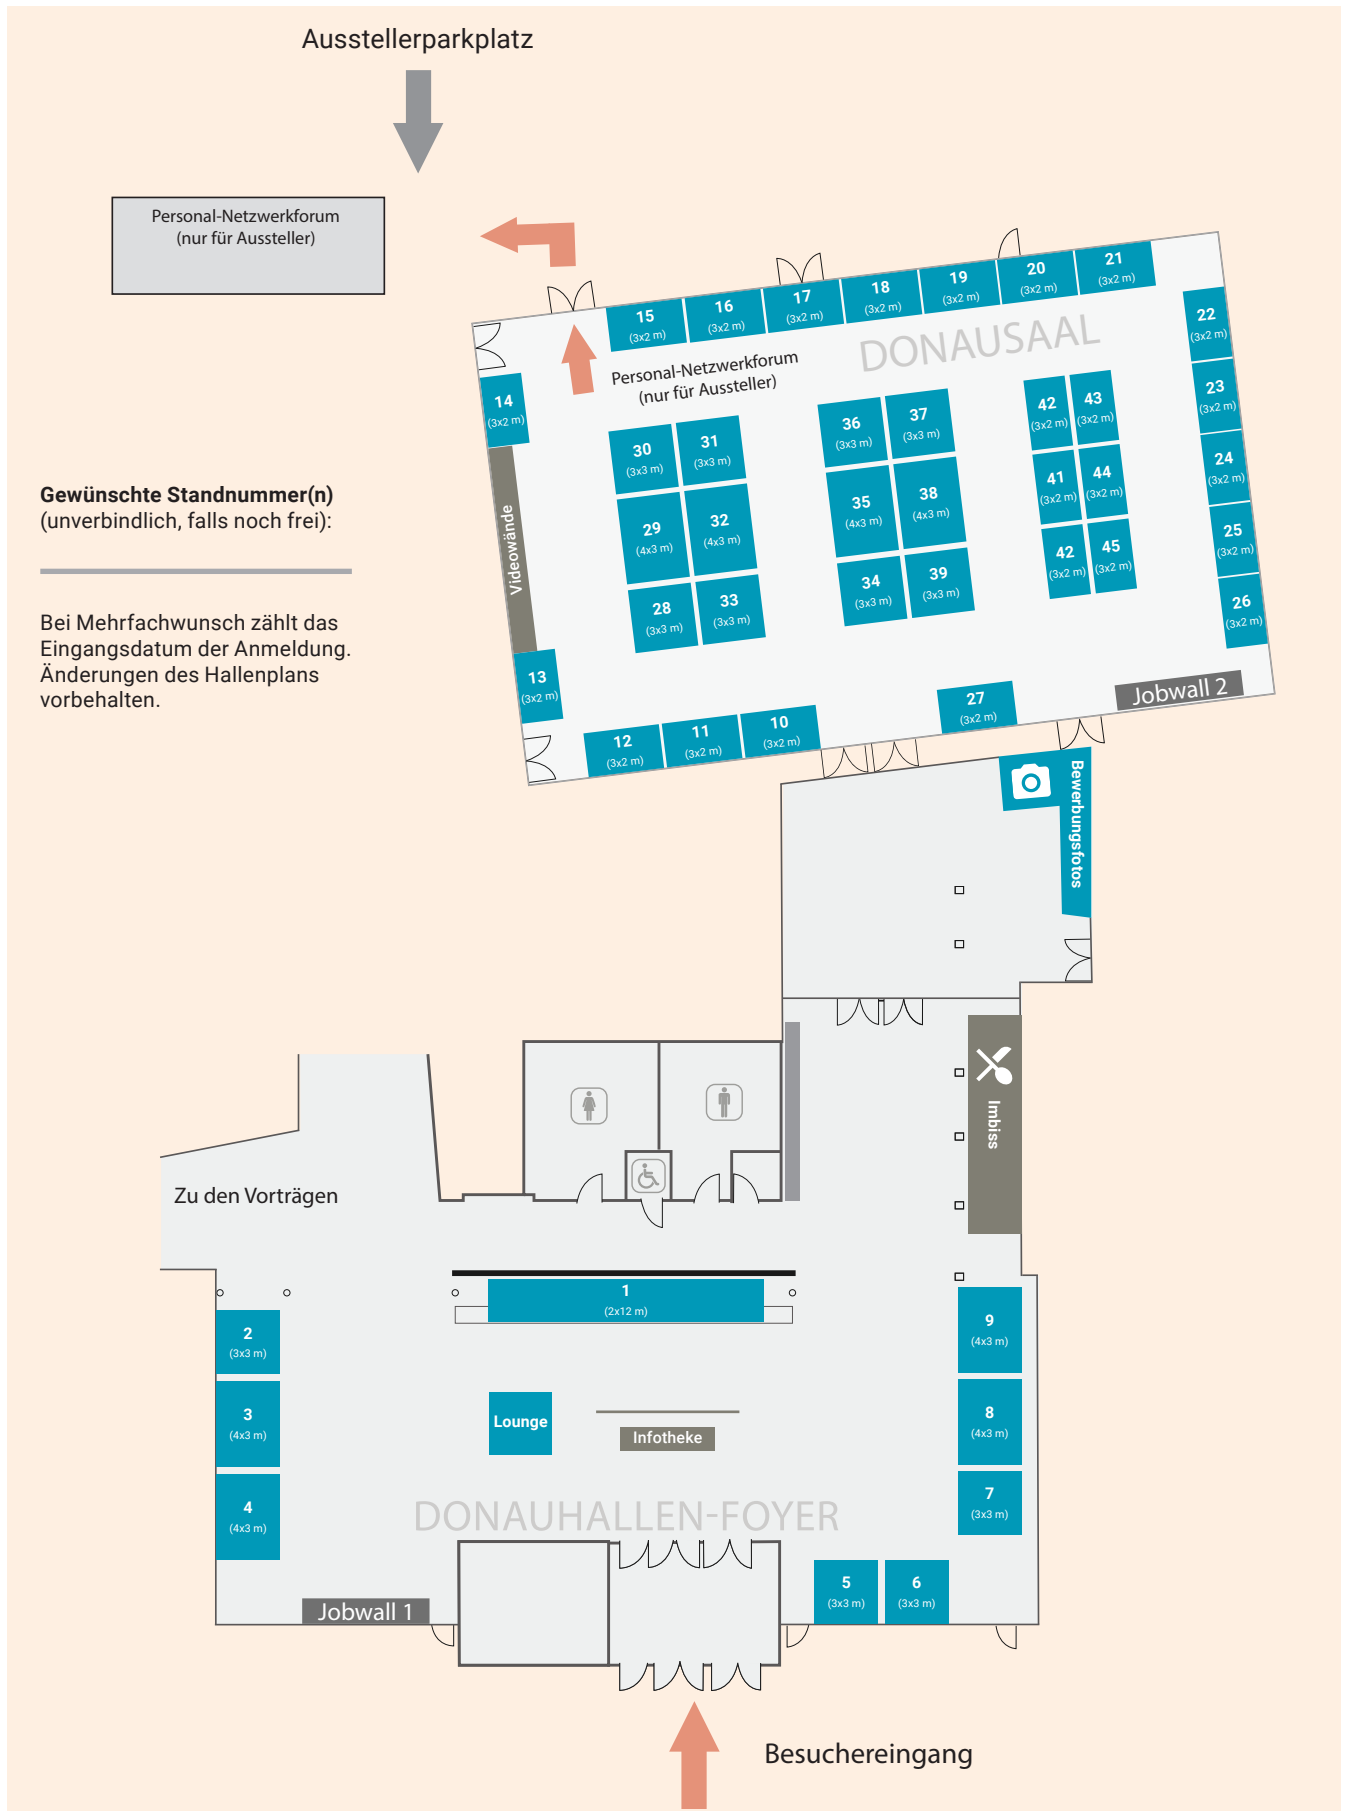 Ausstellerparkplatz
Personal-Netzwerkforum
(nur für Aussteller)
Gewünschte Standnummer(n)
(unverbindlich, falls noch frei):
Bei Mehrfachwunsch zählt das
Eingangsdatum der Anmeldung.
Änderungen des Hallenplans
vorbehalten.
15
(3x2 m)
16
(3x2 m)
17
(3x2 m)
18
(3x2 m)
19
(3x2 m)
20
(3x2 m)
21
(3x2 m)
DONAUSAAL
Personal-Netzwerkforum
(nur für Aussteller)
14
(3x2 m)
Videowände
13
(3x2 m)
22
(3x2 m)
23
(3x2 m)
24
(3x2 m)
25
(3x2 m)
26
(3x2 m)
30
(3x3 m)
31
(3x3 m)
29
(4x3 m)
32
(4x3 m)
28
(3x3 m)
33
(3x3 m)
36
(3x3 m)
37
(3x3 m)
35
(4x3 m)
38
(4x3 m)
34
(3x3 m)
39
(3x3 m)
42
(3x2 m)
43
(3x2 m)
41
(3x2 m)
44
(3x2 m)
42
(3x2 m)
45
(3x2 m)
12
(3x2 m)
11
(3x2 m)
10
(3x2 m)
27
(3x2 m)
Jobwall 2
Bewerbungsfotos
Imbiss
Zu den Vorträgen
1
(2x12 m)
2
(3x3 m)
3
(4x3 m)
4
(4x3 m)
Lounge
Infotheke
9
(4x3 m)
8
(4x3 m)
7
(3x3 m)
DONAUHALLEN-FOYER
5
(3x3 m)
6
(3x3 m)
Jobwall 1
Besuchereingang